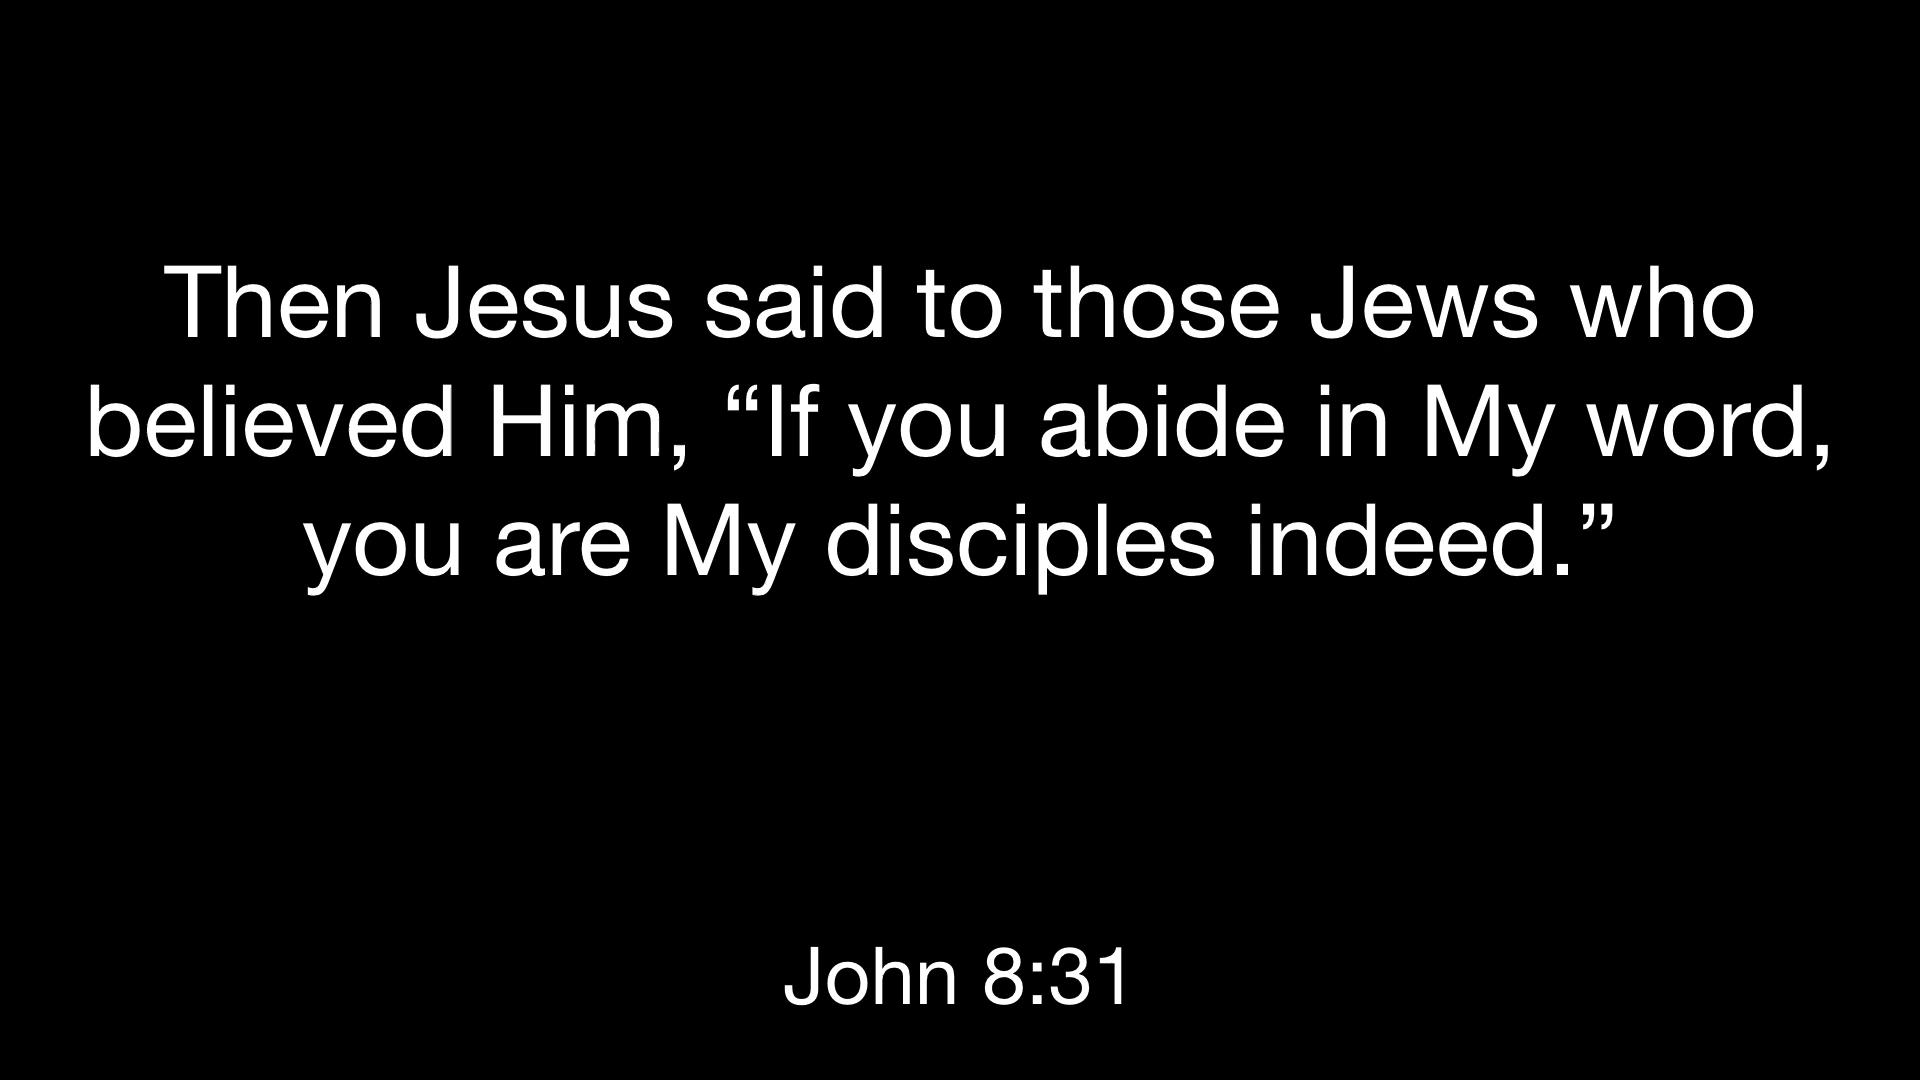 Then Jesus said to those Jews who
believed Him, “If you abide in My word,
you are My disciples indeed.”
John 8:31